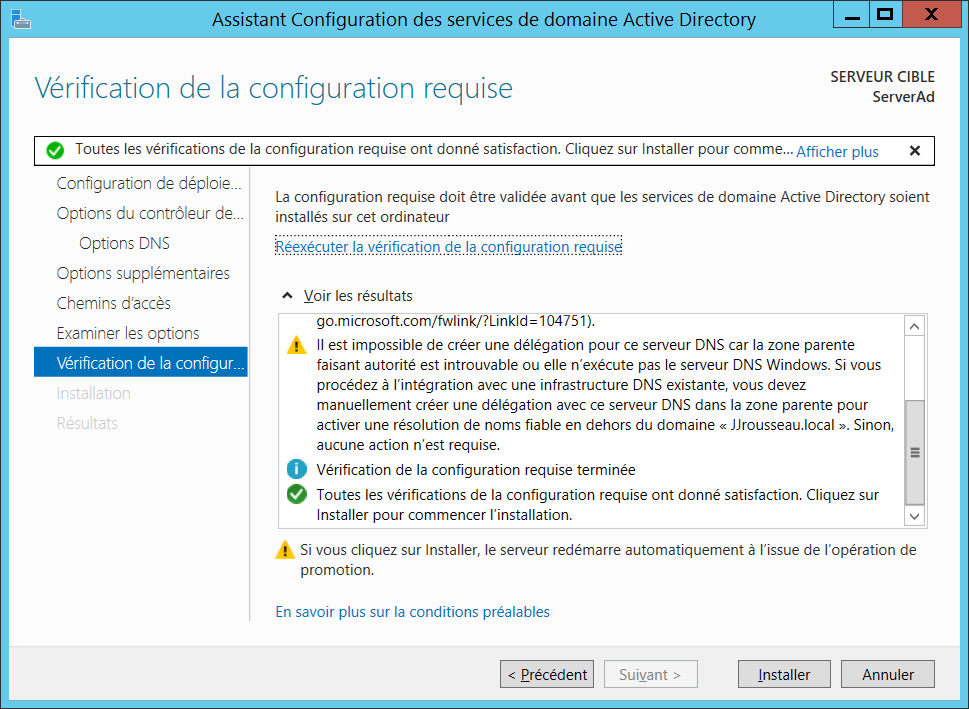 Assistant Configuration des services de domaine Active Directory
Vérification de la configuration requise
SERVEUR CIBLE
ServerAd
Toutes les vérifications de la configuration requise ont donné satisfaction. Cliquez sur Installer pour comme... Afficher plus
Configuration de déploie...
Options du contrôleur de...
Options DNS
Options supplémentaires
Chemins d’accès
Examiner les options
Vérification de la configur...
Installation
Résultats
La configuration requise doit être validée avant que les services de domaine Active Directory soient
installés sur cet ordinateur
Réexécuter la vérification de la configuration requise
Voir les résultats
go.microsoft.com/fwlink/?LinkId=104751).
Il est impossible de créer une délégation pour ce serveur DNS car la zone parente
faisant autorité est introuvable ou elle n’exécute pas le serveur DNS Windows. Si vous
procédez à l’intégration avec une infrastructure DNS existante, vous devez
manuellement créer une délégation avec ce serveur DNS dans la zone parente pour
activer une résolution de noms fiable en dehors du domaine « JJrousseau.local ». Sinon,
aucune action n’est requise.
Vérification de la configuration requise terminée
Toutes les vérifications de la configuration requise ont donné satisfaction. Cliquez sur
Installer pour commencer l’installation.
Si vous cliquez sur Installer, le serveur redémarre automatiquement à l’issue de l’opération de
promotion.
En savoir plus sur la conditions préalables
< Précédent
Suivant >
Installer
Annuler